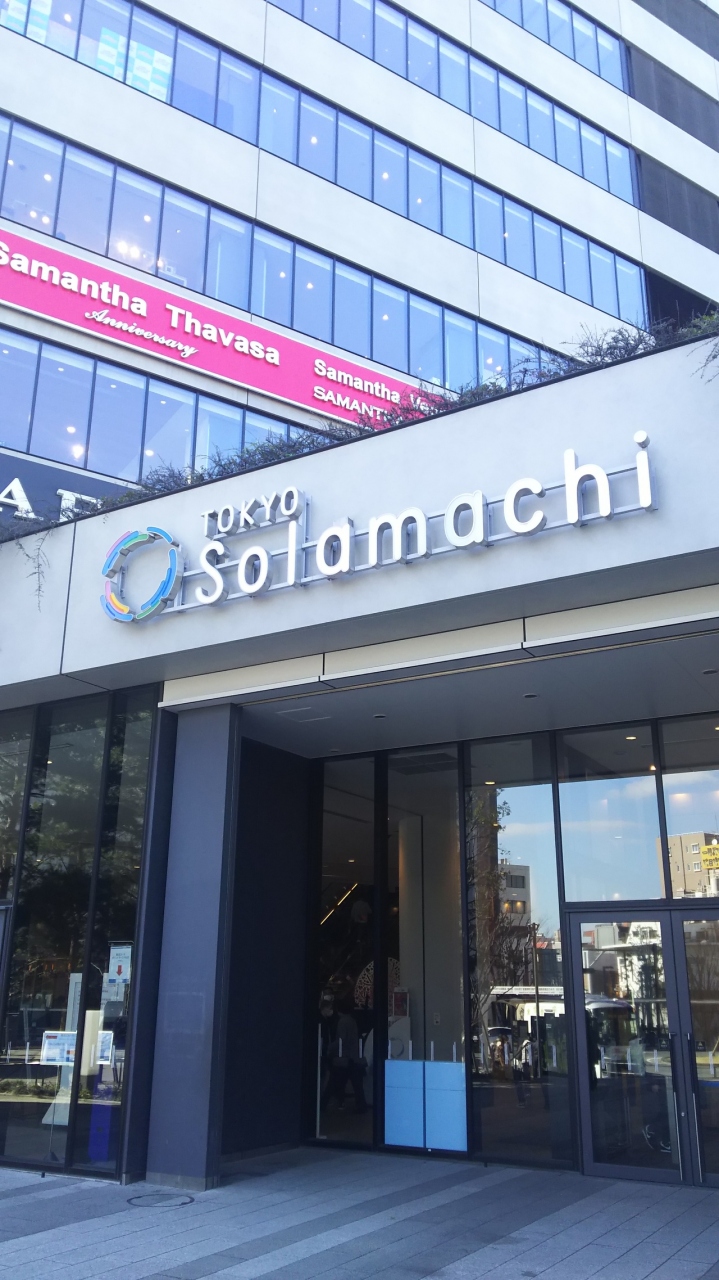 Samantha Thavasa
Anniversary
Samantha
SAMANT
TOKYO
Solamachi